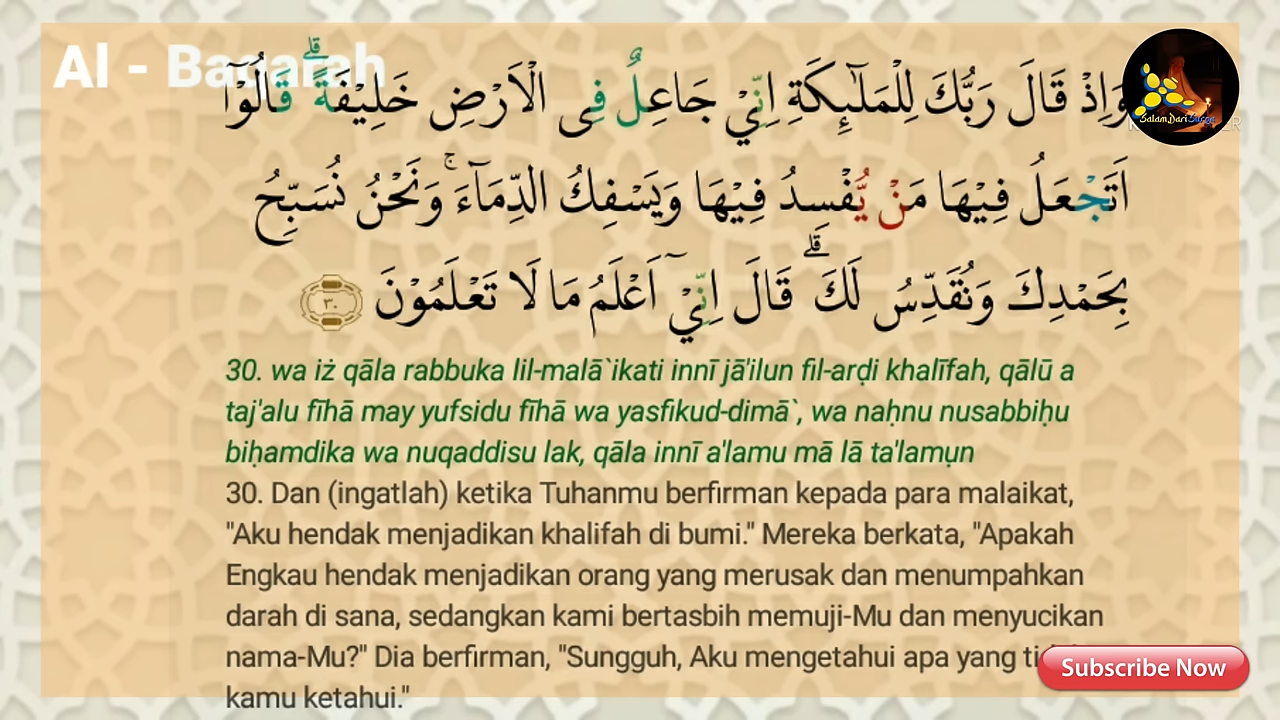 Al - Baqarah
وَاِذْ قَالَ رَبُّكَ لِلْمَلٰۤىِٕكَةِ اِنِّيْ جَاعِلٌ فِى الْاَرْضِ خَلِيْفَةً ۗ قَالُوْٓا
اَتَجْعَلُ فِيْهَا مَنْ يُّفْسِدُ فِيْهَا وَيَسْفِكُ الدِّمَاۤءَۚ وَنَحْنُ نُسَبِّحُ
بِحَمْدِكَ وَنُقَدِّسُ لَكَ ۗ قَالَ اِنِّيْٓ اَعْلَمُ مَا لَا تَعْلَمُوْنَ ٣٠
30. wa iż qāla rabbuka lil-malā`ikati innī jā'ilun fil-arḍi khalīfah, qālū a
taj'alu fīhā may yufsidu fīhā wa yasfikud-dimā`, wa naḥnu nusabbiḥu
biḥamdika wa nuqaddisu lak, qāla innī a'lamu mā lā ta'lamụn
30. Dan (ingatlah) ketika Tuhanmu berfirman kepada para malaikat,
"Aku hendak menjadikan khalifah di bumi." Mereka berkata, "Apakah
Engkau hendak menjadikan orang yang merusak dan menumpahkan
darah di sana, sedangkan kami bertasbih memuji-Mu dan menyucikan
nama-Mu?" Dia berfirman, "Sungguh, Aku mengetahui apa yang
kamu ketahui."
SalamDariSurga
Subscribe Now